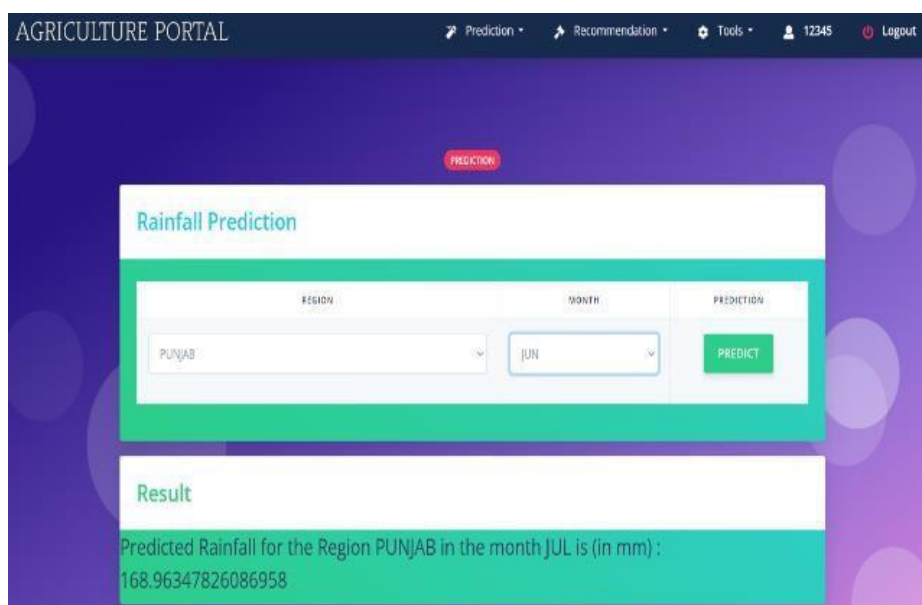 AGRICULTURE PORTAL Prediction Recommendation Tools 12345 Logout
PREDICTION
Rainfall Prediction
REGION MONTH PREDICTION
PUNJAB JUN PREDICT
Result
Predicted Rainfall for the Region PUNJAB in the month JUL is (in mm) :
168.96347826086958